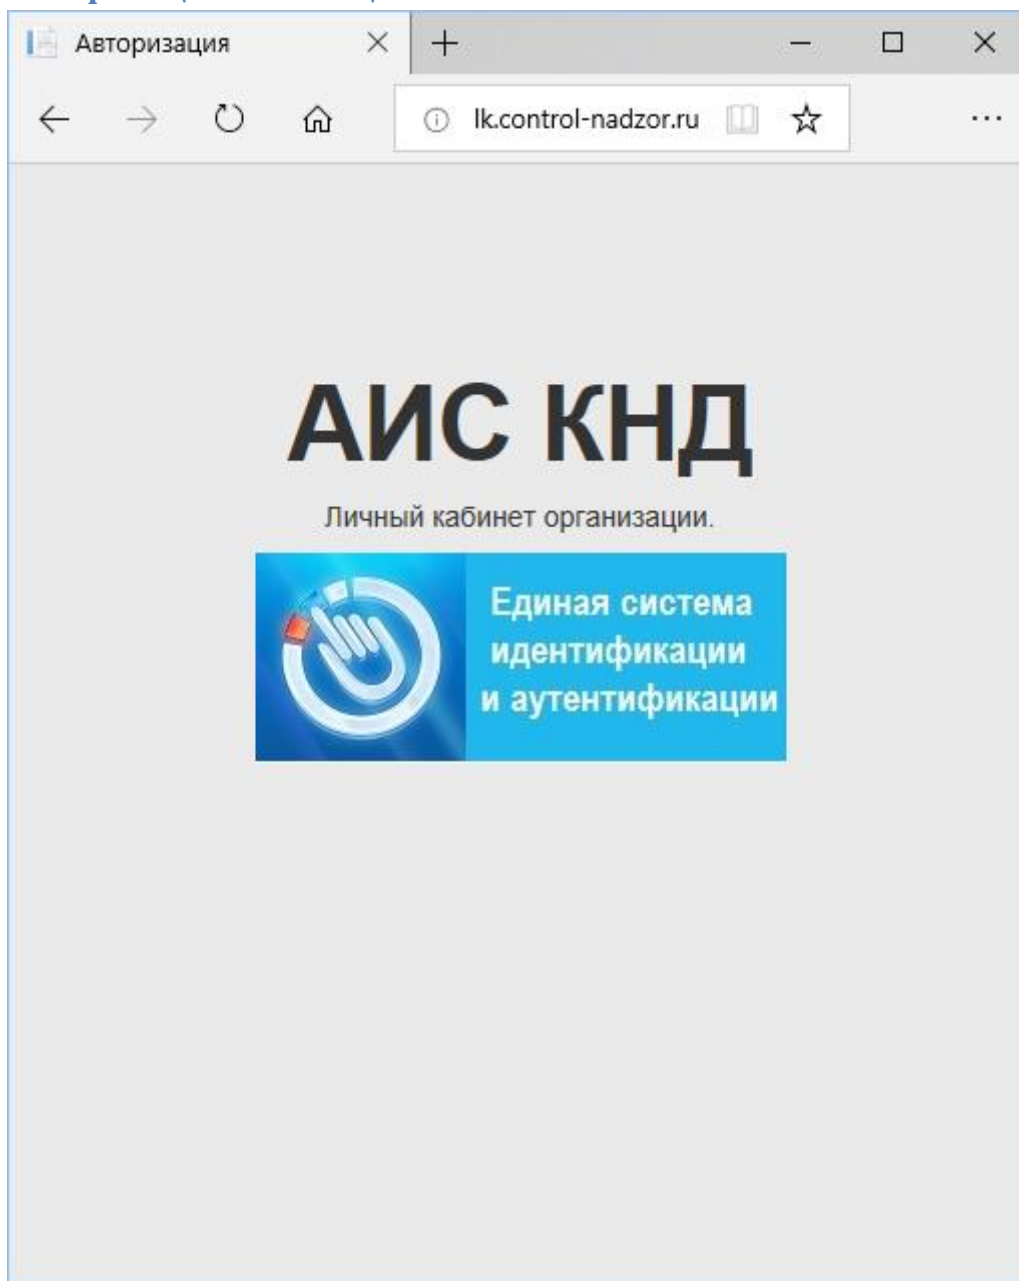 Авторизация
lk.control-nadzor.ru
АИС КНД
Личный кабинет организации.
Единая система
идентификации
и аутентификации